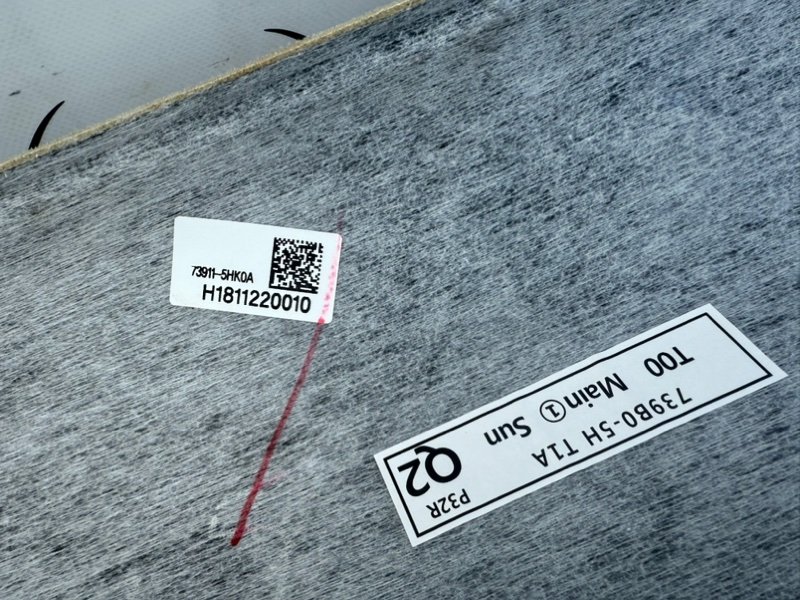 73911-5HK0A
H1811220010
739B0-5H T1A
T00 Main ① Sun
P32R
Q2